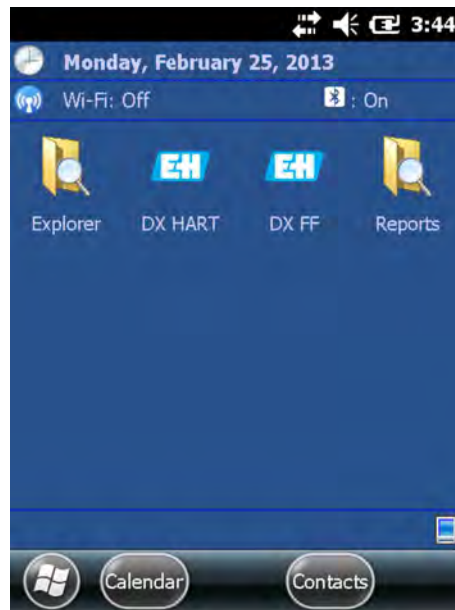 3:44
Monday, February 25, 2013
Wi-Fi: Off : On
Explorer DX HART DX FF Reports
E+H E+H
Calendar Contacts